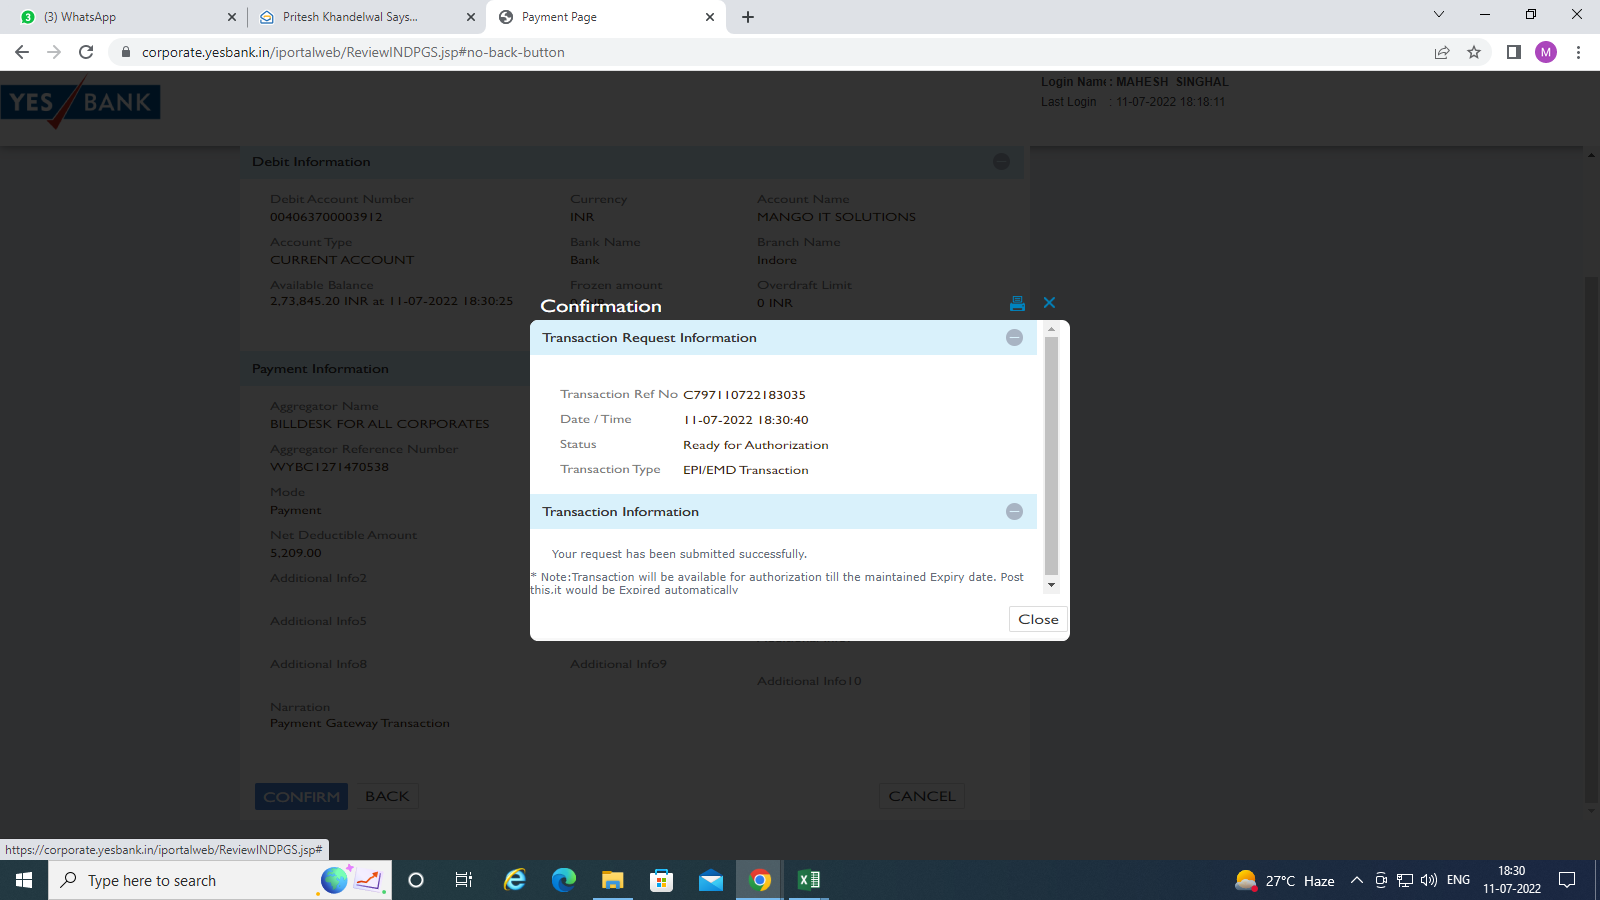 (3) WhatsApp
Pritesh Khandelwal Says...
Payment Page
corporate.yesbank.in/iportalweb/ReviewINDPGS.jsp#no-back-button
M
YES BANK
Login Name : MAHESH SINGHAL
Last Login : 11-07-2022 18:18:11
Debit Information
Debit Account Number
Currency
Account Name
004063700003912
INR
MANGO IT SOLUTIONS
Account Type
Bank Name
Branch Name
CURRENT ACCOUNT
Bank
Indore
Available Balance
Frozen amount
Overdraft Limit
2,73,845.20 INR at 11-07-2022 18:30:25
0 INR
0 INR
Payment Information
Aggregator Name
BILLDESK FOR ALL CORPORATES
Aggregator Reference Number
WYBC1271470538
Mode
Payment
Net Deductible Amount
5,209.00
Additional Info2
Additional Info5
Additional Info8
Additional Info9
Additional Info10
Narration
Payment Gateway Transaction
CONFIRM
BACK
CANCEL
Confirmation
Transaction Request Information
Transaction Ref No C797110722183035
Date / Time 11-07-2022 18:30:40
Status Ready for Authorization
Transaction Type EPI/EMD Transaction
Transaction Information
Your request has been submitted successfully.
* Note:Transaction will be available for authorization till the maintained Expiry date. Post
this,it would be Expired automatically
Close
https://corporate.yesbank.in/iportalweb/ReviewINDPGS.jsp#
Type here to search
27°C Haze
ENG
18:30
11-07-2022